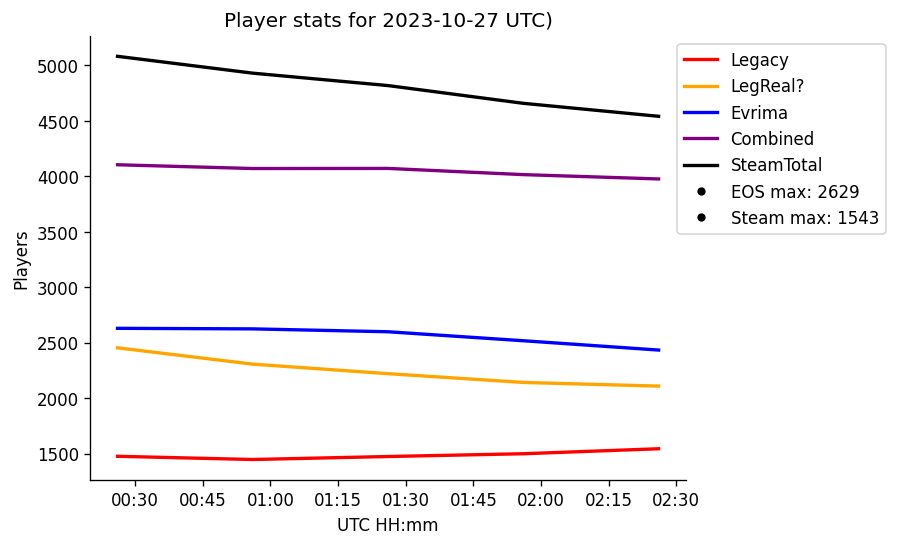 Player stats for 2023-10-27 UTC)
Legacy
LegReal?
Evrima
Combined
SteamTotal
EOS max: 2629
Steam max: 1543
Players
5000
4500
4000
3500
3000
2500
2000
1500
00:30 00:45 01:00 01:15 01:30 01:45 02:00 02:15 02:30
UTC HH:mm